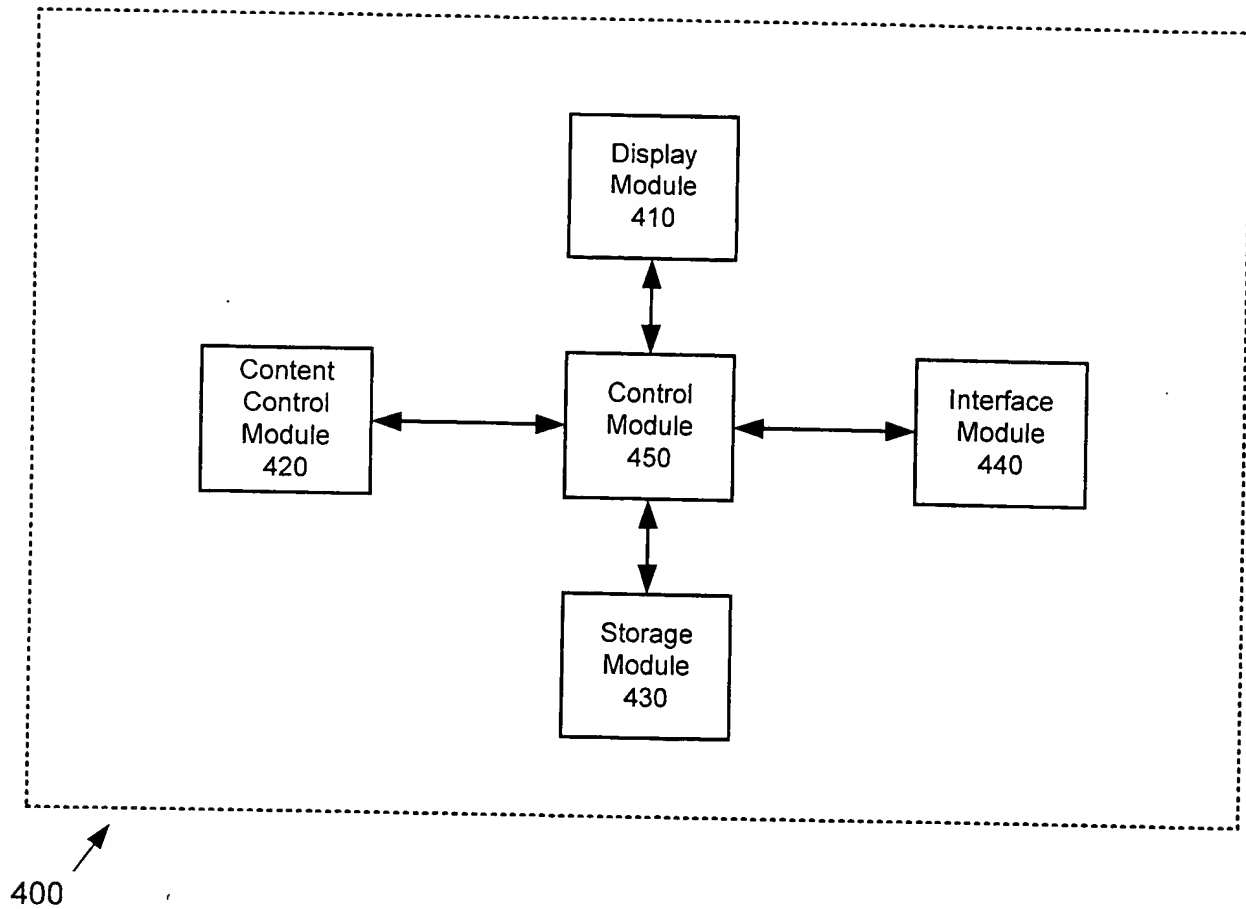 Display
Module
410
Content
Control
Module
420
Control
Module
450
Interface
Module
440
Storage
Module
430
400